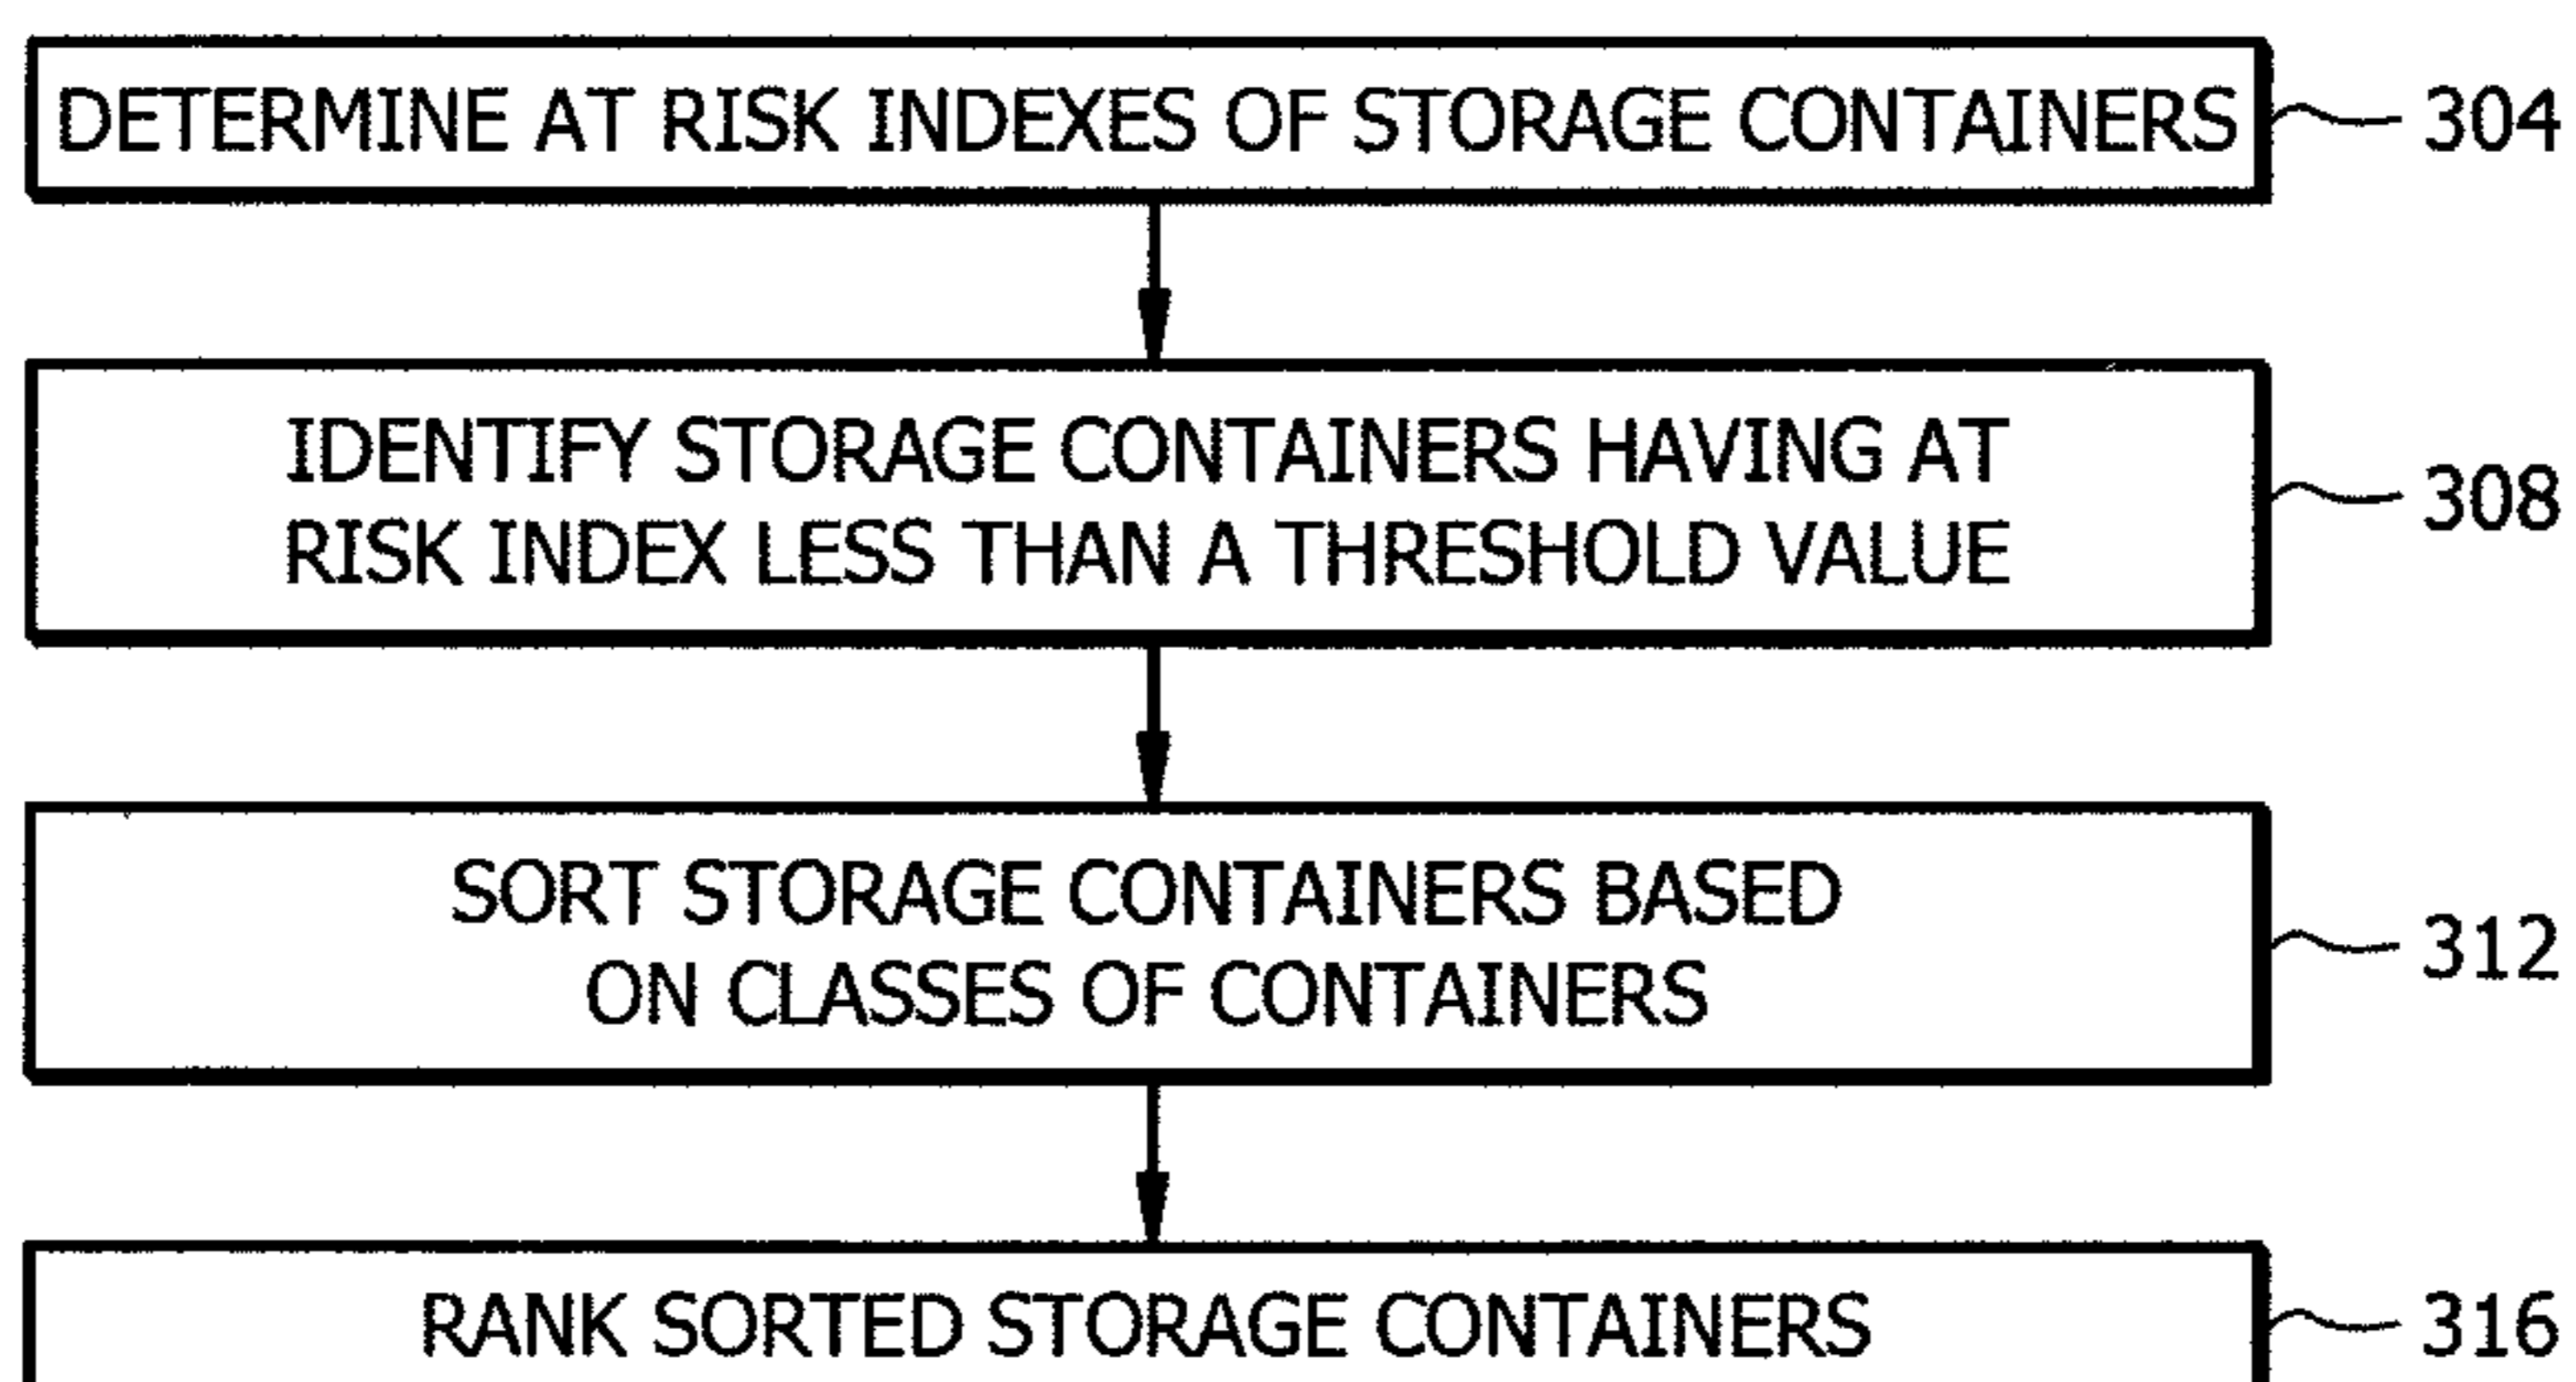 DETERMINE AT RISK INDEXES OF STORAGE CONTAINERS
304
IDENTIFY STORAGE CONTAINERS HAVING AT
RISK INDEX LESS THAN A THRESHOLD VALUE
308
SORT STORAGE CONTAINERS BASED
ON CLASSES OF CONTAINERS
312
RANK SORTED STORAGE CONTAINERS
316